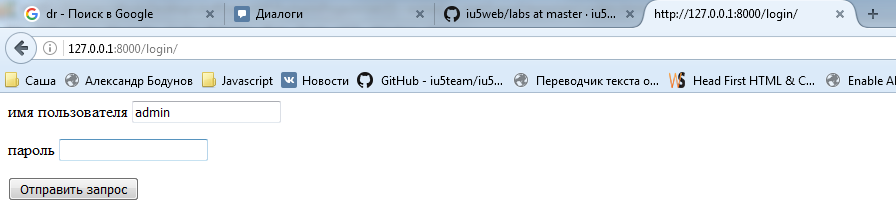 dr - Поиск в Google
Диалоги
iu5web/labs at master · iu5...
http://127.0.0.1:8000/login/
127.0.0.1:8000/login/
Саша
Александр Бодунов
Javascript
Новости
GitHub - iu5team/iu5...
Переводчик текста о...
Head First HTML & C...
Enable Al
имя пользователя admin
пароль
Отправить запрос